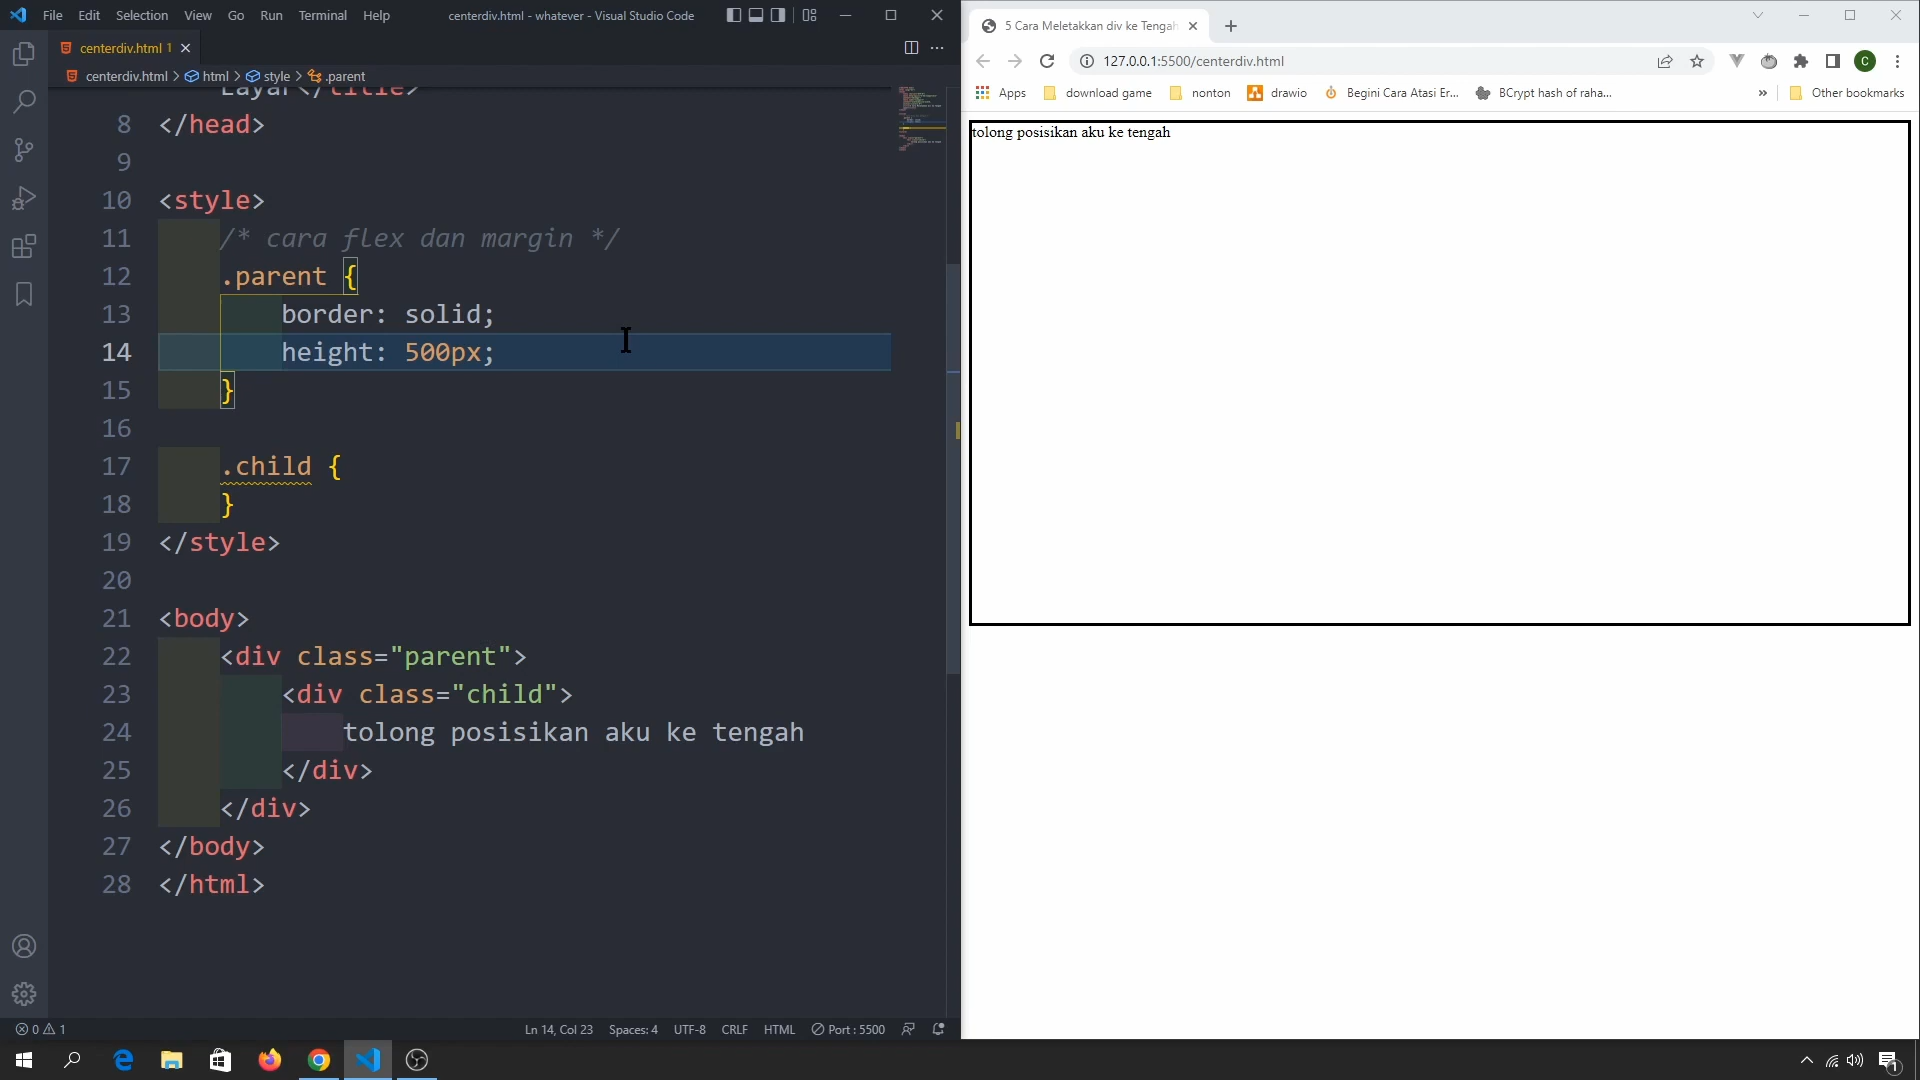 File Edit Selection View Go Run Terminal Help centerdiv.html - whatever - Visual Studio Code
centerdiv.html 1
centerdiv.html > html > style > .parent
Layar</title>
8 </head>
9
10 <style>
11 /* cara flex dan margin */
12 .parent {
13 border: solid;
14 height: 500px;
15 }
16
17 .child {
18 }
19 </style>
20
21 <body>
22 <div class="parent">
23 <div class="child">
24 tolong posisikan aku ke tengah
25 </div>
26 </div>
27 </body>
28 </html>
0 1 Ln 14, Col 23 Spaces: 4 UTF-8 CRLF HTML Port : 5500
5 Cara Meletakkan div ke Tengah
127.0.0.1:5500/centerdiv.html
C
Apps download game nonton drawio Begini Cara Atasi Er... BCrypt hash of raha... » Other bookmarks
tolong posisikan aku ke tengah
1